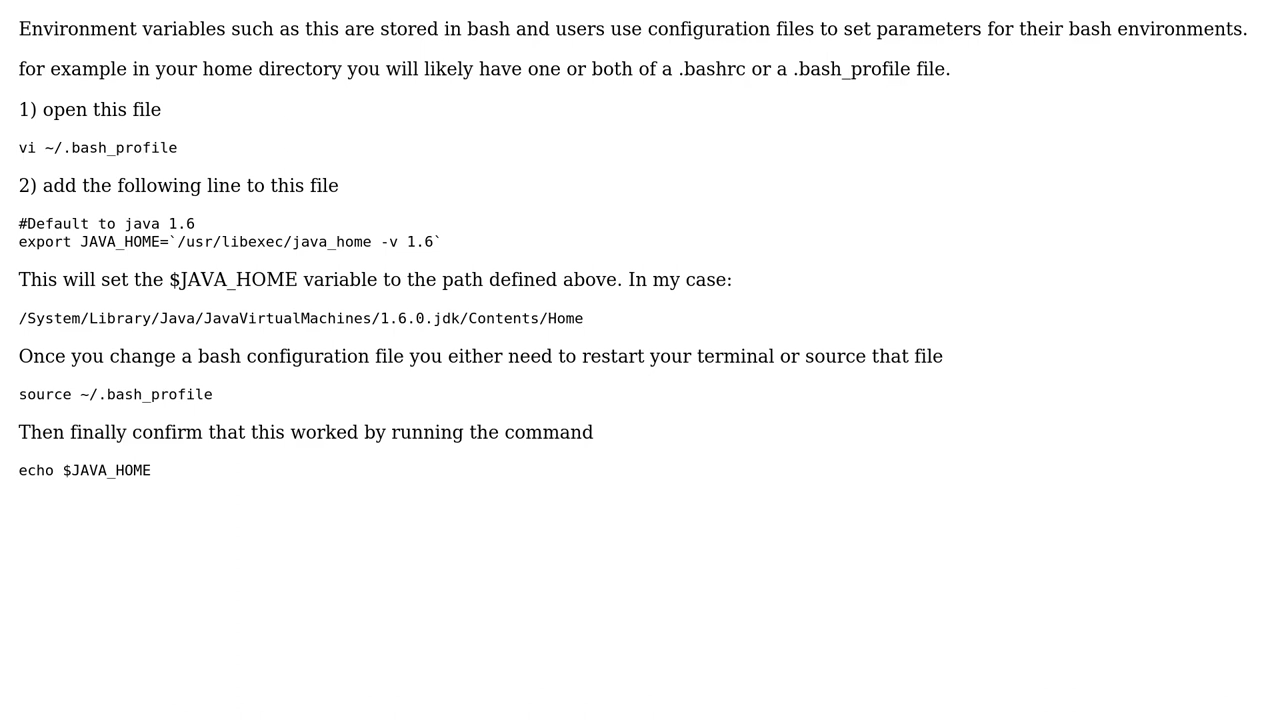 Environment variables such as this are stored in bash and users use configuration files to set parameters for their bash environments.
for example in your home directory you will likely have one or both of a .bashrc or a .bash_profile file.
1) open this file
vi ~/.bash_profile
2) add the following line to this file
#Default to java 1.6
export JAVA_HOME=`/usr/libexec/java_home -v 1.6`
This will set the $JAVA_HOME variable to the path defined above. In my case:
/System/Library/Java/JavaVirtualMachines/1.6.0.jdk/Contents/Home
Once you change a bash configuration file you either need to restart your terminal or source that file
source ~/.bash_profile
Then finally confirm that this worked by running the command
echo $JAVA_HOME